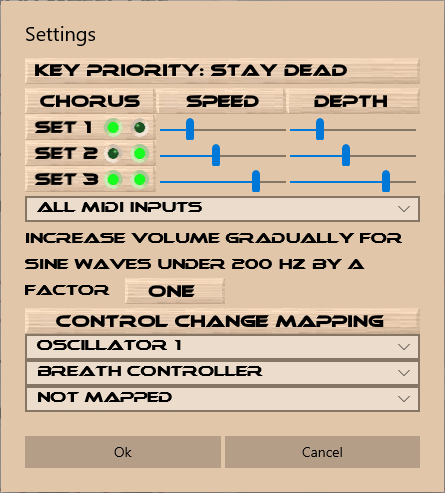 Settings
KEY PRIORITY: STAY DEAD
CHORUS SPEED DEPTH
SET 1
SET 2
SET 3
ALL MIDI INPUTS
INCREASE VOLUME GRADUALLY FOR
SINE WAVES UNDER 200 HZ BY A
FACTOR ONE
CONTROL CHANGE MAPPING
OSCILLATOR 1
BREATH CONTROLLER
NOT MAPPED
Ok Cancel